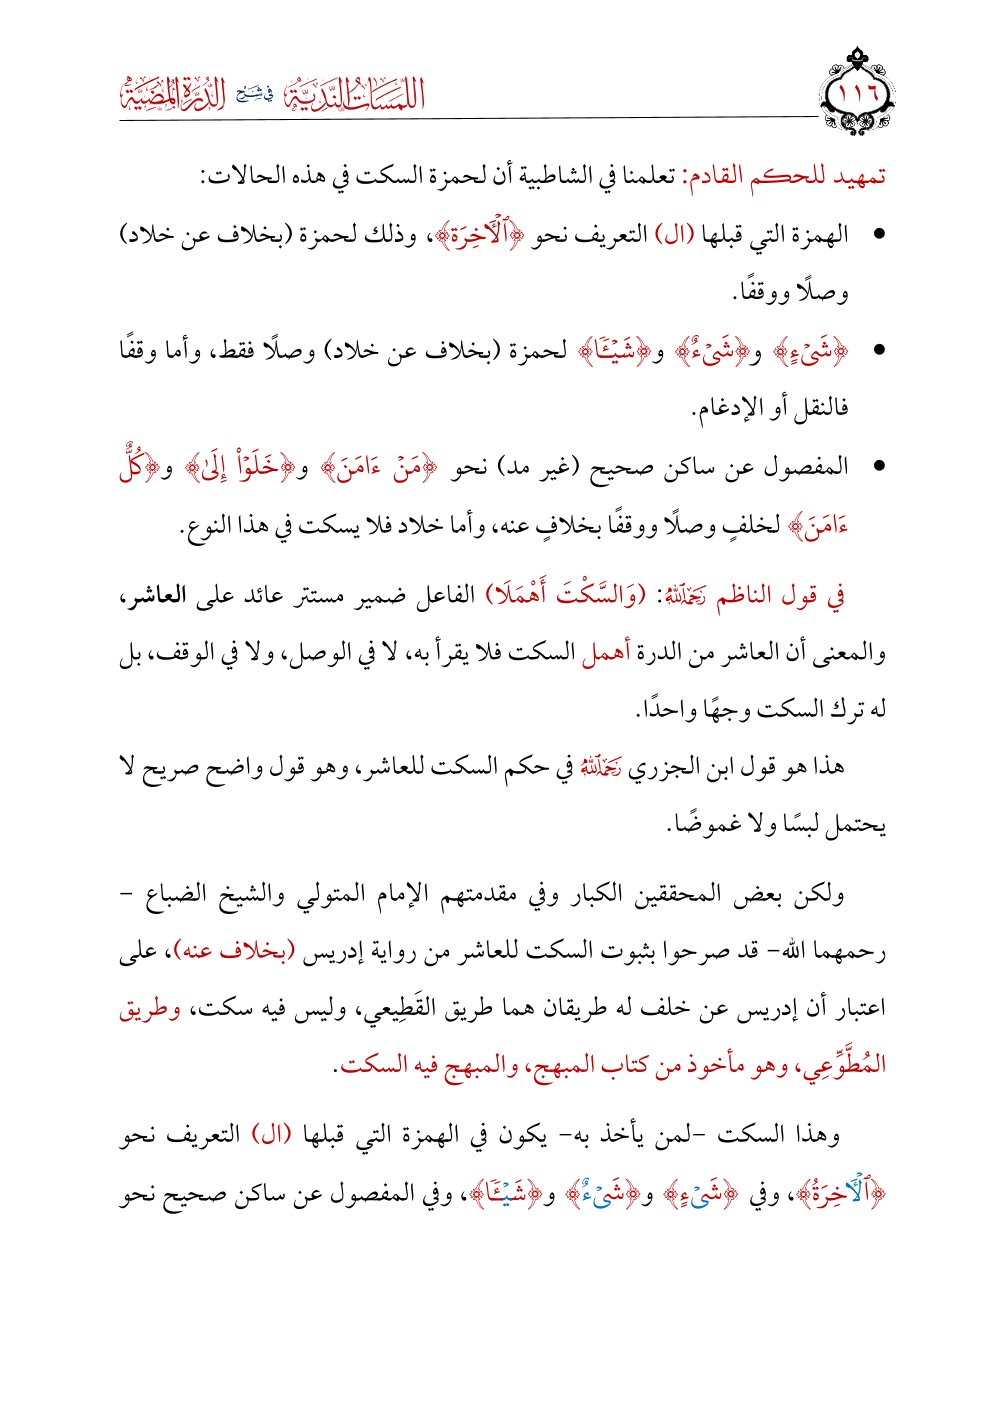 اللمسات الندية في شرح الدرة المضية
١١٦
تمهيد للحكم القادم: تعلمنا في الشاطبية أن لحمزة السكت في هذه الحالات:
• الهمزة التي قبلها (ال) التعريف نحو ﴿ٱلۡأٓخِرَة﴾، وذلك لحمزة (بخلاف عن خلاد)
وصلًا ووقفًا.
• ﴿شَيۡءٍ﴾ و﴿شَيۡءٌ﴾ و﴿شَيۡـًٔا﴾ لحمزة (بخلاف عن خلاد) وصلًا فقط، وأما وقفًا
فالنقل أو الإدغام.
• المفصول عن ساكن صحيح (غير مد) نحو ﴿مَنۡ ءَامَنَ﴾ و﴿خَلَوۡاْ إِلَىٰ﴾ و﴿كُلٌّ
ءَامَنَ﴾ لخلفٍ وصلًا ووقفًا بخلافٍ عنه، وأما خلاد فلا يسكت في هذا النوع.
في قول الناظم رَحِمَهُ ٱللَّهُ: (وَالسَّكْتَ أَهْمَلَا) الفاعل ضمير مستتر عائد على العاشر،
والمعنى أن العاشر من الدرة أهمل السكت فلا يقرأ به، لا في الوصل، ولا في الوقف، بل
له ترك السكت وجهًا واحدًا.
هذا هو قول ابن الجزري رَحِمَهُ ٱللَّهُ في حكم السكت للعاشر، وهو قول واضح صريح لا
يحتمل لبسًا ولا غموضًا.
ولكن بعض المحققين الكبار وفي مقدمتهم الإمام المتولي والشيخ الضباع –
رحمهما الله– قد صرحوا بثبوت السكت للعاشر من رواية إدريس (بخلاف عنه)، على
اعتبار أن إدريس عن خلف له طريقان هما طريق القَطِيعي، وليس فيه سكت، وطريق
المُطَّوِّعِي، وهو مأخوذ من كتاب المبهج، والمبهج فيه السكت.
وهذا السكت –لمن يأخذ به– يكون في الهمزة التي قبلها (ال) التعريف نحو
﴿ٱلۡأٓخِرَةُ﴾، وفي ﴿شَيۡءٍ﴾ و﴿شَيۡءٌ﴾ و﴿شَيۡـًٔا﴾، وفي المفصول عن ساكن صحيح نحو